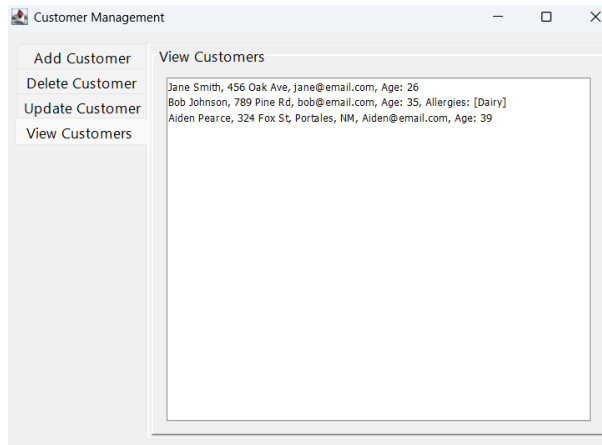 Customer Management
Add Customer
Delete Customer
Update Customer
View Customers
View Customers
Jane Smith, 456 Oak Ave, jane@email.com, Age: 26
Bob Johnson, 789 Pine Rd, bob@email.com, Age: 35, Allergies: [Dairy]
Aiden Pearce, 324 Fox St, Portales, NM, Aiden@email.com, Age: 39